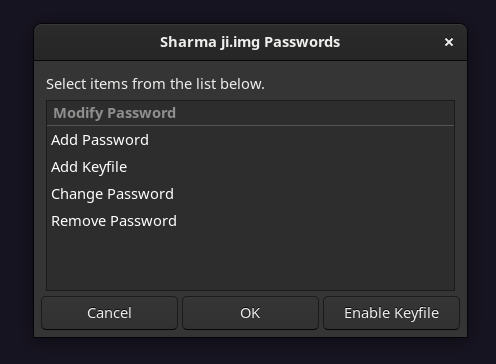 Sharma ji.img Passwords ×
Select items from the list below.
Modify Password
Add Password
Add Keyfile
Change Password
Remove Password
Cancel OK Enable Keyfile